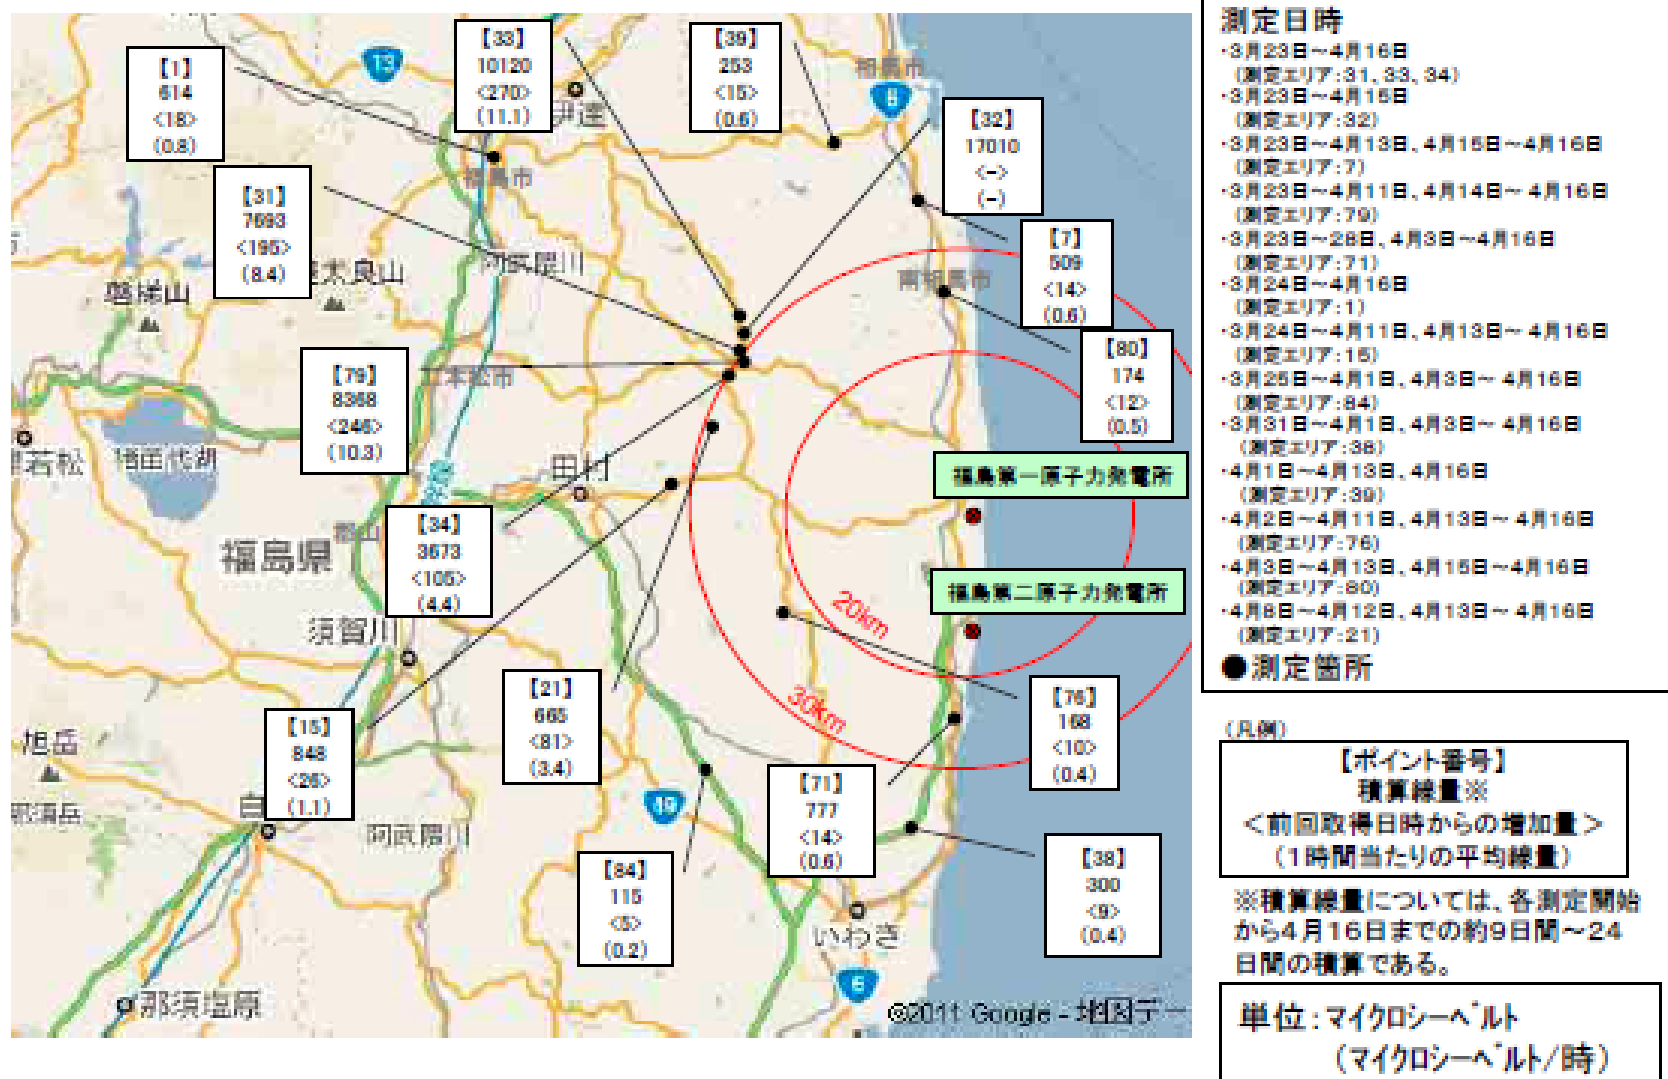 【1】
614
<18>
(0.8)
【33】
10120
<270>
(11.1)
【39】
253
<15>
(0.6)
【32】
17010
<->
(-)
【31】
7693
<195>
(8.4)
【7】
509
<14>
(0.6)
【80】
174
<12>
(0.5)
【79】
8368
<246>
(10.3)
【34】
3673
<105>
(4.4)
【21】
665
<81>
(3.4)
【15】
848
<26>
(1.1)
【76】
168
<10>
(0.4)
【71】
777
<14>
(0.6)
【84】
115
<5>
(0.2)
【38】
300
<9>
(0.4)
13
伊達
相馬市
6
福島市
阿武隈川
南相馬市
磐梯山
二本松市
猪苗代湖
田村
福島第一原子力発電所
福島県
郡山
福島第二原子力発電所
20km
30km
須賀川
旭岳
那須岳
白
49
阿武隈川
いわき
6
那須塩原
©2011 Google - 地図デー
測定日時
・3月23日～4月16日
(測定エリア:31、33、34)
・3月23日～4月15日
(測定エリア:32)
・3月23日～4月13日、4月15日～4月16日
(測定エリア:7)
・3月23日～4月11日、4月14日～ 4月16日
(測定エリア:79)
・3月23日～28日、4月3日～4月16日
(測定エリア:71)
・3月24日～4月16日
(測定エリア:1)
・3月24日～4月11日、4月13日～ 4月16日
(測定エリア:15)
・3月25日～4月1日、4月3日～ 4月16日
(測定エリア:84)
・3月31日～4月1日、4月3日～ 4月16日
(測定エリア:38)
・4月1日～4月13日、4月16日
(測定エリア:39)
・4月2日～4月11日、4月13日～ 4月16日
(測定エリア:76)
・4月3日～4月13日、4月15日～4月16日
(測定エリア:80)
・4月8日～4月12日、4月13日～ 4月16日
(測定エリア:21)
●測定箇所
(凡例)
【ポイント番号】
積算線量※
＜前回取得日時からの増加量＞
(1時間当たりの平均線量)
※積算線量については、各測定開始
から4月16日までの約9日間～24
日間の積算である。
単位:マイクロシーベルト
(マイクロシーベルト/時)